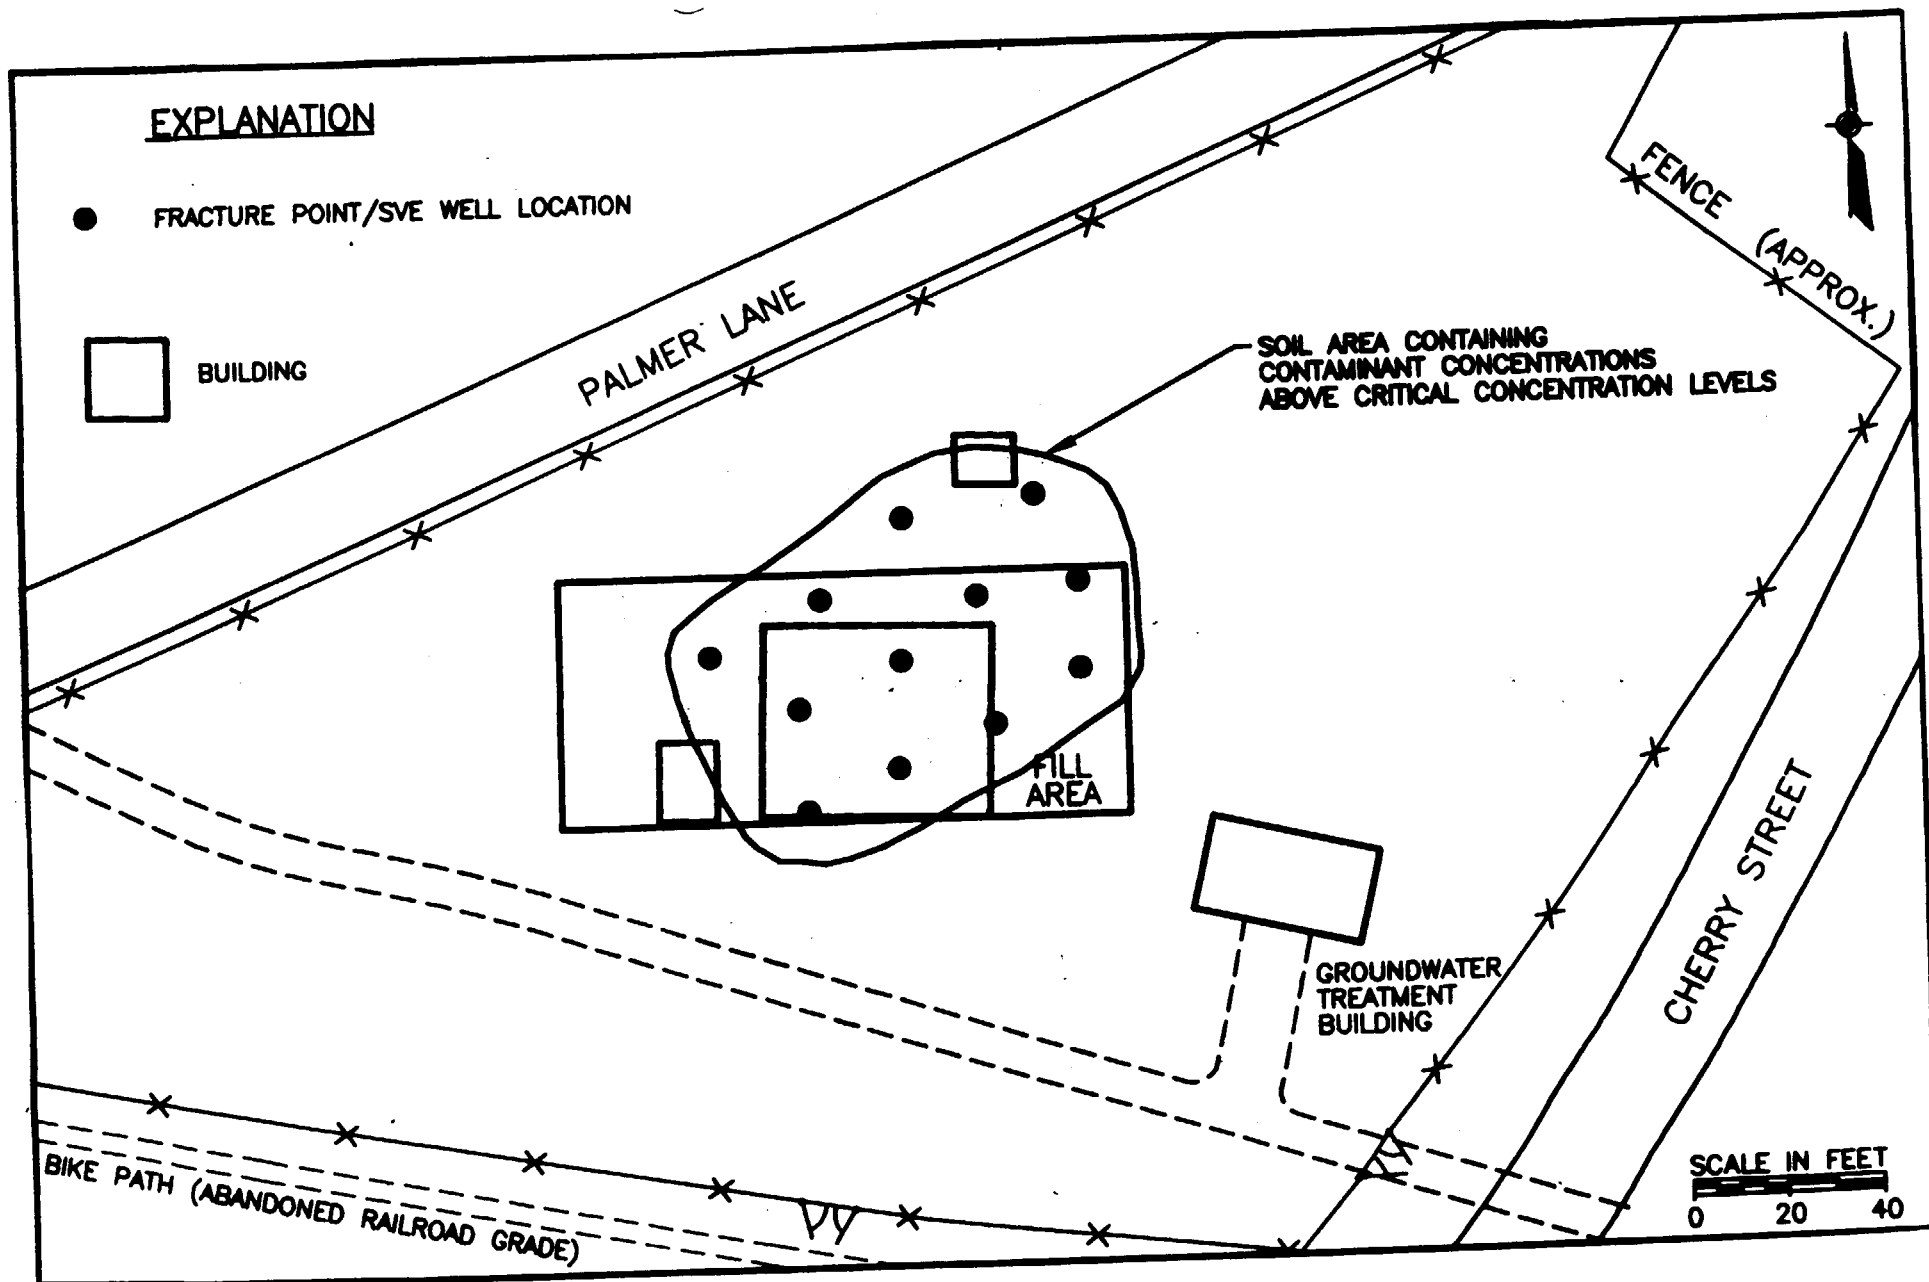 EXPLANATION
FRACTURE POINT/SVE WELL LOCATION
BUILDING
PALMER LANE
FENCE (APPROX.)
SOIL AREA CONTAINING
CONTAMINANT CONCENTRATIONS
ABOVE CRITICAL CONCENTRATION LEVELS
FILL
AREA
GROUNDWATER
TREATMENT
BUILDING
CHERRY STREET
BIKE PATH (ABANDONED RAILROAD GRADE)
SCALE IN FEET
0 20 40